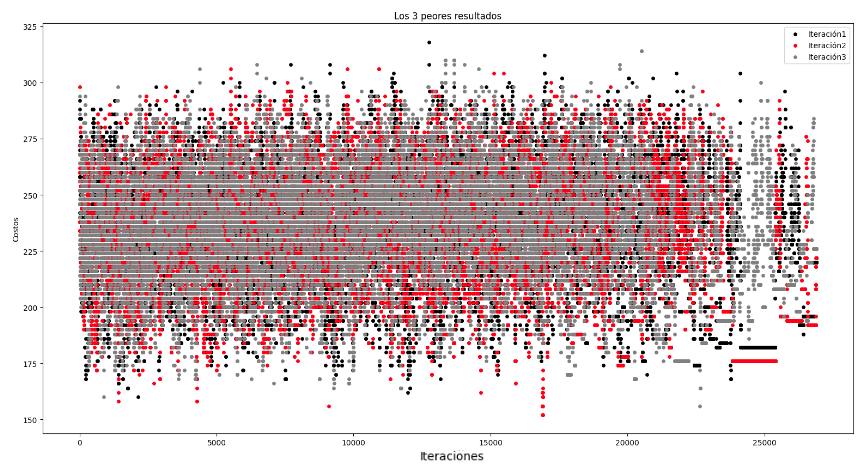 Los 3 peores resultados
325
300
275
250
225
200
175
150
Costos
Iteración1
Iteración2
Iteración3
0
5000
10000
15000
20000
25000
Iteraciones